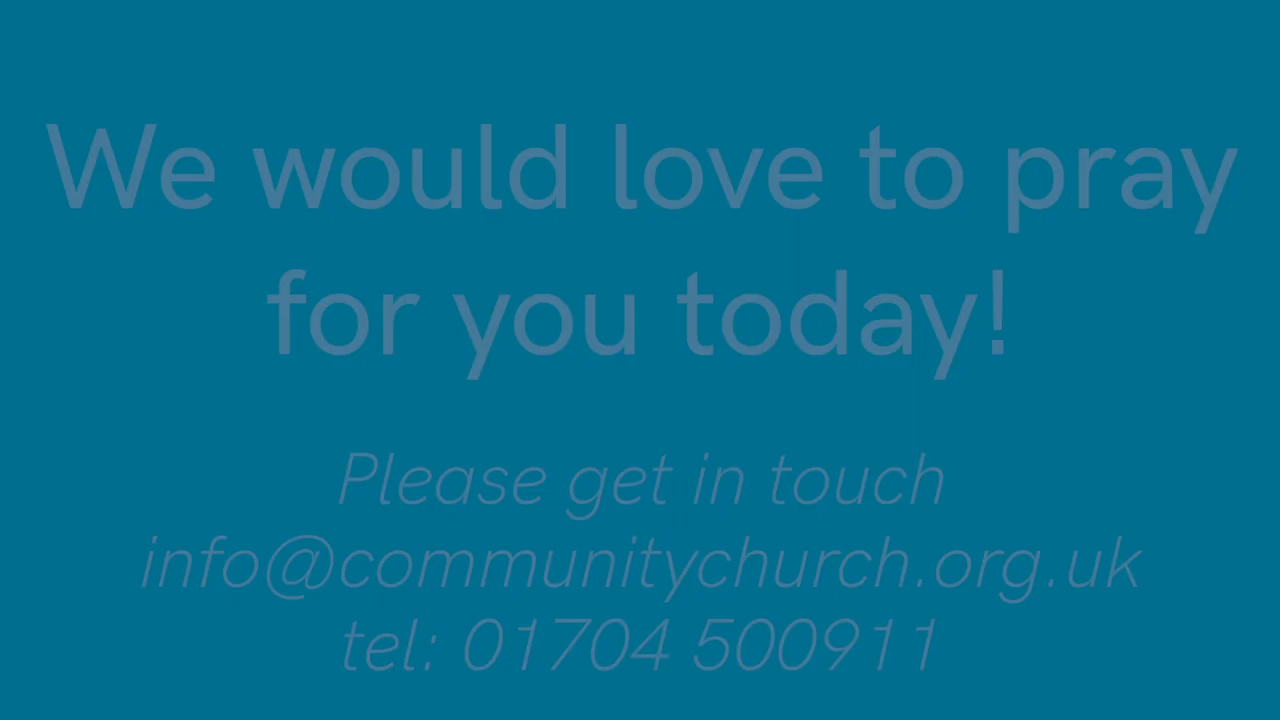 We would love to pray
for you today!
Please get in touch
info@communitychurch.org.uk
tel: 01704 500911